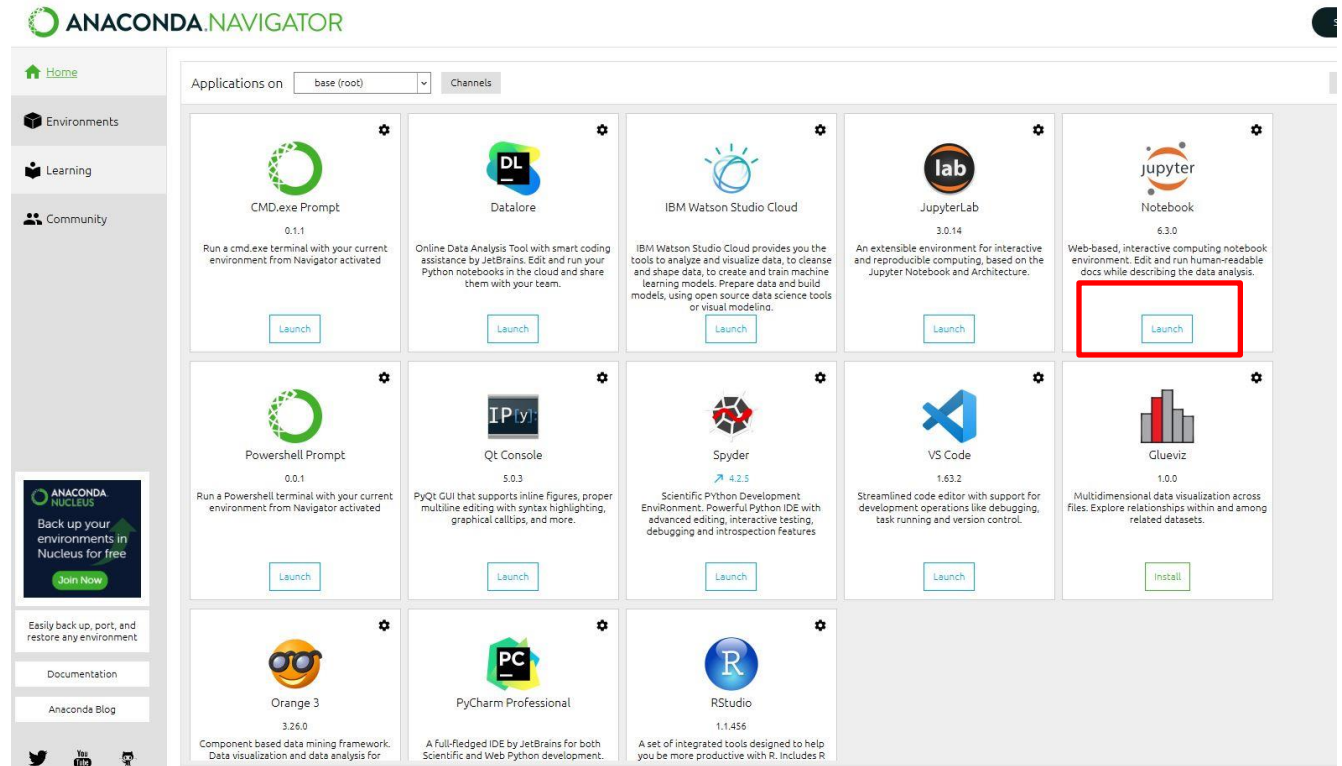 ANACONDA.NAVIGATOR
S
Home
Environments
Learning
Community
Applications on base (root) Channels
CMD.exe Prompt
0.1.1
Run a cmd.exe terminal with your current
environment from Navigator activated
Launch
DL
Datalore
Online Data Analysis Tool with smart coding
assistance by JetBrains. Edit and run your
Python notebooks in the cloud and share
them with your team.
Launch
IBM Watson Studio Cloud
IBM Watson Studio Cloud provides you the
tools to analyze and visualize data, to cleanse
and shape data, to create and train machine
learning models. Prepare data and build
models, using open source data science tools
or visual modeling.
Launch
lab
JupyterLab
3.0.14
An extensible environment for interactive
and reproducible computing, based on the
Jupyter Notebook and Architecture.
Launch
jupyter
Notebook
6.3.0
Web-based, interactive computing notebook
environment. Edit and run human-readable
docs while describing the data analysis.
Launch
Powershell Prompt
0.0.1
Run a Powershell terminal with your current
environment from Navigator activated
Launch
IP[y]:
Qt Console
5.0.3
PyQt GUI that supports inline figures, proper
multiline editing with syntax highlighting,
graphical calltips, and more.
Launch
Spyder
4.2.5
Scientific PYthon Development
EnviRonment. Powerful Python IDE with
advanced editing, interactive testing,
debugging and introspection features
Launch
VS Code
1.63.2
Streamlined code editor with support for
development operations like debugging,
task running and version control.
Launch
Glueviz
1.0.0
Multidimensional data visualization across
files. Explore relationships within and among
related datasets.
Install
Orange 3
3.26.0
Component based data mining framework.
Data visualization and data analysis for
PC
PyCharm Professional
A full-fledged IDE by JetBrains for both
Scientific and Web Python development.
R
RStudio
1.1.456
A set of integrated tools designed to help
you be more productive with R. Includes R
ANACONDA.
NUCLEUS
Back up your
environments in
Nucleus for free
Join Now
Easily back up, port, and
restore any environment
Documentation
Anaconda Blog
You
Tube